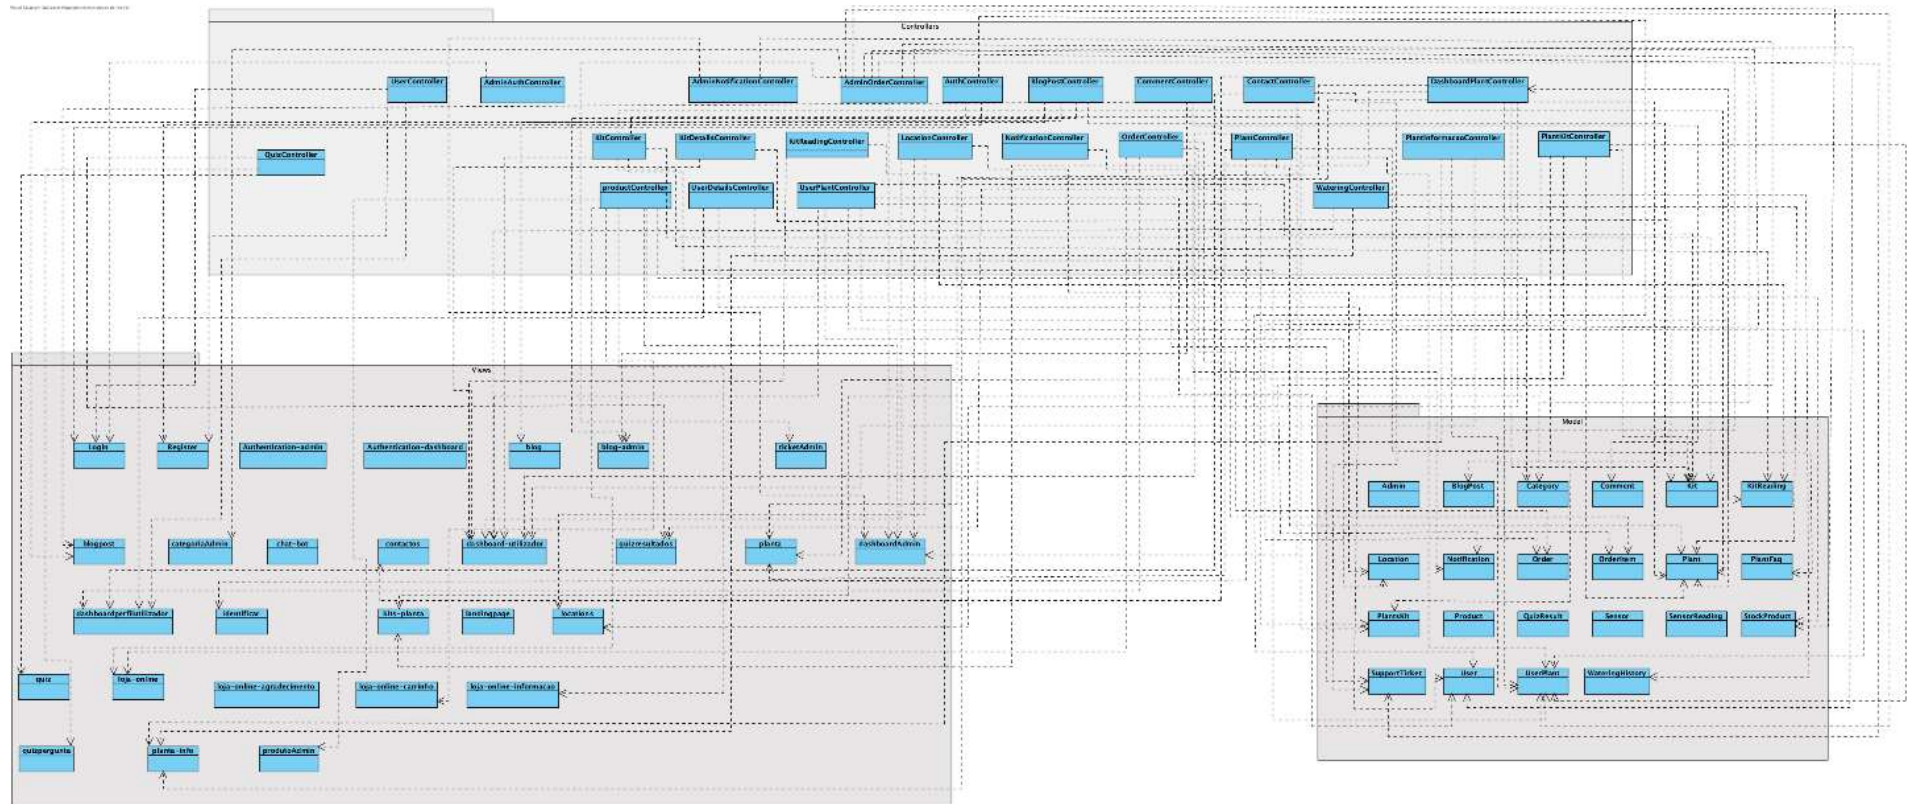 Controllers
UserController
AdminAuthController
AdminNotificationController
AdminOrderController
AuthController
BlogPostController
CommentController
ContactController
DashboardPlantController
KitController
KitDetailsController
KitReadingController
LocationController
NotificationController
OrderController
PlantController
PlantInformacaoController
PlantKitController
QuizController
productController
UserDetailsController
UserPlantController
WateringController
Views
Login
Register
Authentication-admin
Authentication-dashboard
blog
blog-admin
ticketAdmin
blogpost
categoriaAdmin
chat-bot
contactos
dashboard-utilizador
quizresultados
planta
dashboardAdmin
dashboardperfilutilizador
identificar
kits-planta
landingpage
locations
quiz
loja-online
loja-online-agradecimento
loja-online-carrinho
loja-online-informacao
quizpergunta
planta-info
produtoAdmin
Model
Admin
BlogPost
Category
Comment
Kit
KitReading
Location
Notification
Order
OrderItem
Plant
PlantFaq
PlantsKit
Product
QuizResult
Sensor
SensorReading
StockProduct
SupportTicket
User
UserPlant
WateringHistory